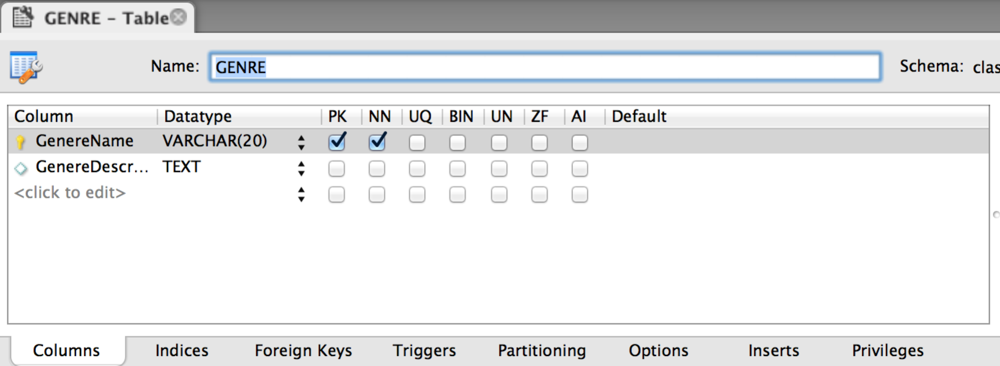 GENRE - Table
Name: GENRE Schema: clas
Column Datatype PK NN UQ BIN UN ZF AI Default
GenereName VARCHAR(20)
GenereDescr... TEXT
<click to edit>
Columns Indices Foreign Keys Triggers Partitioning Options Inserts Privileges